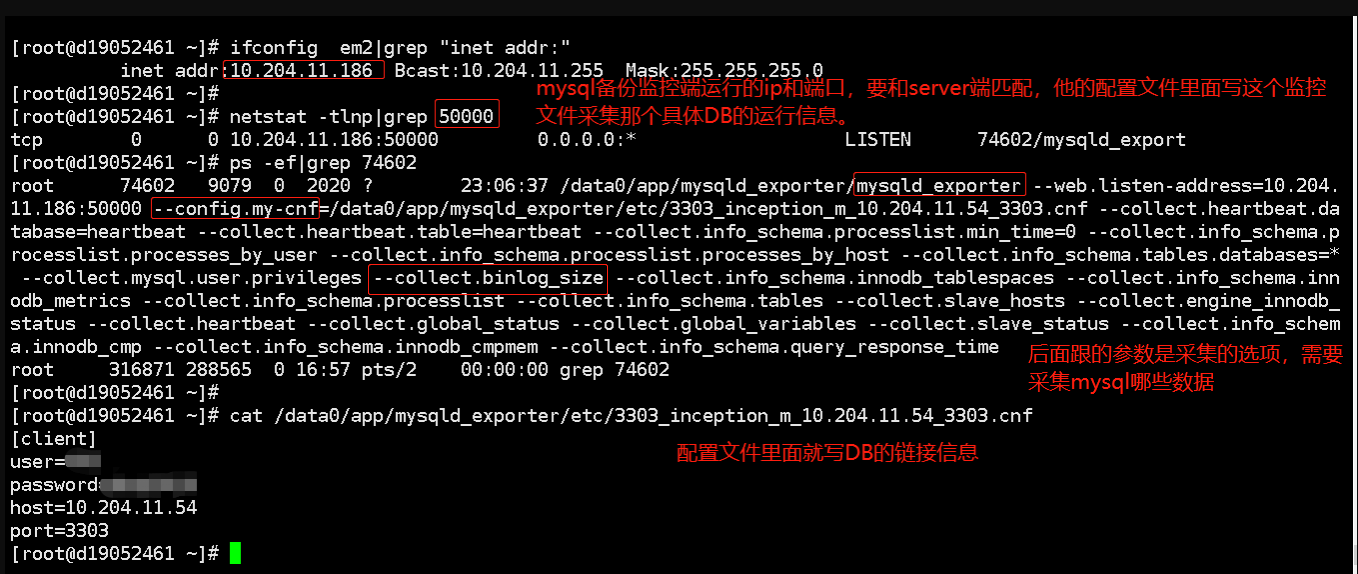 [root@d19052461 ~]# ifconfig  em2|grep "inet addr:"
          inet addr:10.204.11.186  Bcast:10.204.11.255  Mask:255.255.255.0
[root@d19052461 ~]#
mysql备份监控端运行的ip和端口，要和server端匹配，他的配置文件里面写这个监控
文件采集那个具体DB的运行信息。
[root@d19052461 ~]# netstat -tlnp|grep 50000
tcp        0      0 10.204.11.186:50000         0.0.0.0:*                   LISTEN      74602/mysqld_export
[root@d19052461 ~]# ps -ef|grep 74602
root      74602   9079  0  2020 ?        23:06:37 /data0/app/mysqld_exporter/mysqld_exporter --web.listen-address=10.204.
11.186:50000 --config.my-cnf=/data0/app/mysqld_exporter/etc/3303_inception_m_10.204.11.54_3303.cnf --collect.heartbeat.da
tabase=heartbeat --collect.heartbeat.table=heartbeat --collect.info_schema.processlist.min_time=0 --collect.info_schema.p
rocesslist.processes_by_user --collect.info_schema.processlist.processes_by_host --collect.info_schema.tables.databases=*
 --collect.mysql.user.privileges --collect.binlog_size --collect.info_schema.innodb_tablespaces --collect.info_schema.inn
odb_metrics --collect.info_schema.processlist --collect.info_schema.tables --collect.slave_hosts --collect.engine_innodb_
status --collect.heartbeat --collect.global_status --collect.global_variables --collect.slave_status --collect.info_schem
a.innodb_cmp --collect.info_schema.innodb_cmpmem --collect.info_schema.query_response_time
后面跟的参数是采集的选项，需要
采集mysql哪些数据
root     316871 288565  0 16:57 pts/2    00:00:00 grep 74602
[root@d19052461 ~]#
[root@d19052461 ~]# cat /data0/app/mysqld_exporter/etc/3303_inception_m_10.204.11.54_3303.cnf
[client]
配置文件里面就写DB的链接信息
user=
password=
host=10.204.11.54
port=3303
[root@d19052461 ~]#